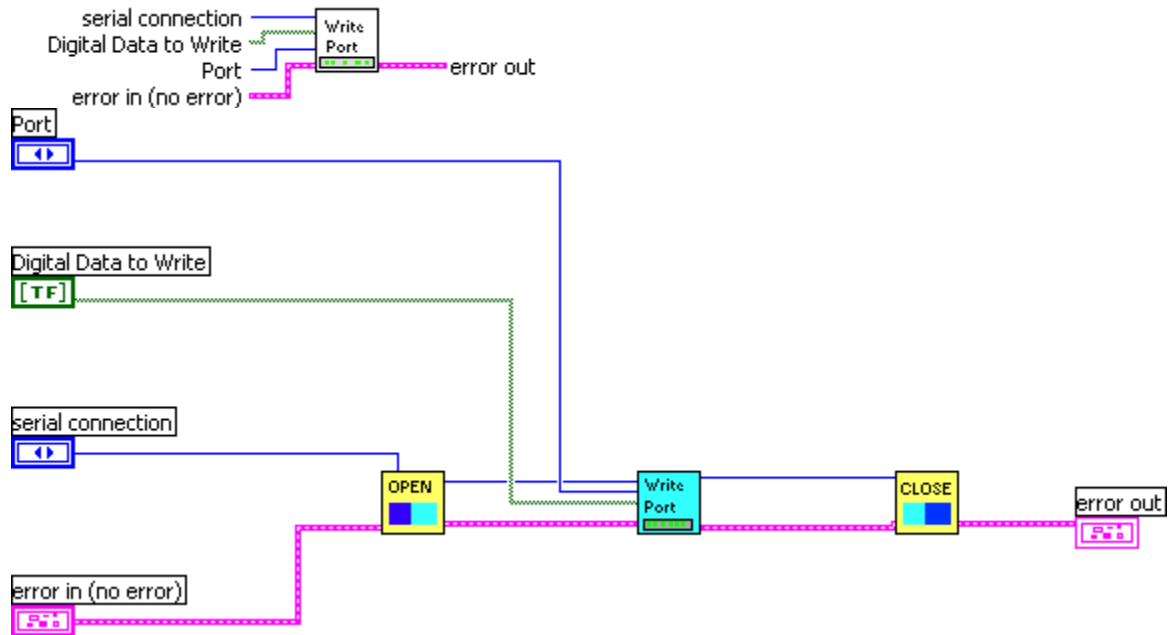 serial connection
Digital Data to Write
Port
error in (no error)
Write
Port
error out
Port
Digital Data to Write
[TF]
serial connection
OPEN
Write
Port
CLOSE
error out
error in (no error)